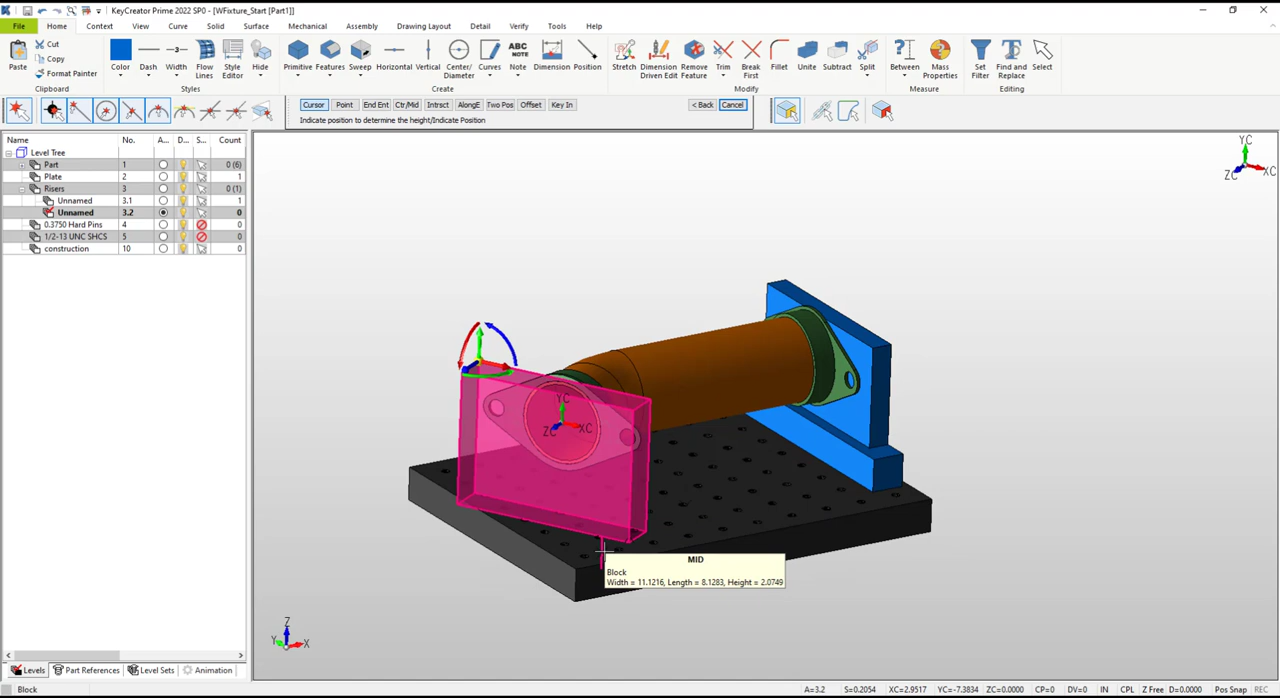 KeyCreator Prime 2022 SP0 - [WFixture_Start [Part1]]
File Home Context View Curve Solid Surface Mechanical Assembly Drawing Layout Detail Verify Tools Form Help
Paste Cut Copy Format Painter
Color Dash Width Flow Lines Style Editor Hide
Primitive Features Sweep Horizontal Vertical Center/Diameter Curves Note Dimension Position
ABC NOTE
Stretch Dimension Driven Edit Remove Feature Trim Break First Fillet Unite Subtract Split
Between Mass Properties Set Filter Find and Replace Select
Clipboard Styles Create Modify Measure Editing
Cursor Point End Ent Ctr/Mid Intrsct AlongE Two Pos Offset Key In < Back Cancel
Indicate position to determine the height/Indicate Position
Name No. A... D... S... Count
Level Tree
Part 1 0 (6)
Plate 2 1
Risers 3 0 (1)
Unnamed 3.1 1
Unnamed 3.2 0
0.3750 Hard Pins 4 0
1/2-13 UNC SHCS 5 0
construction 10 0
YC
ZC XC
YC
ZC XC
MID
Block
Width = 11.1216, Length = 8.1283, Height = 2.0749
Z
Y X
Levels Part References Level Sets Animation
Block A=3.2 S=0.2054 XC=2.9517 YC=-7.3834 ZC=0.0000 CP=0 DV=0 IN CPL Z Free D=0.0000 Pos Snap REC